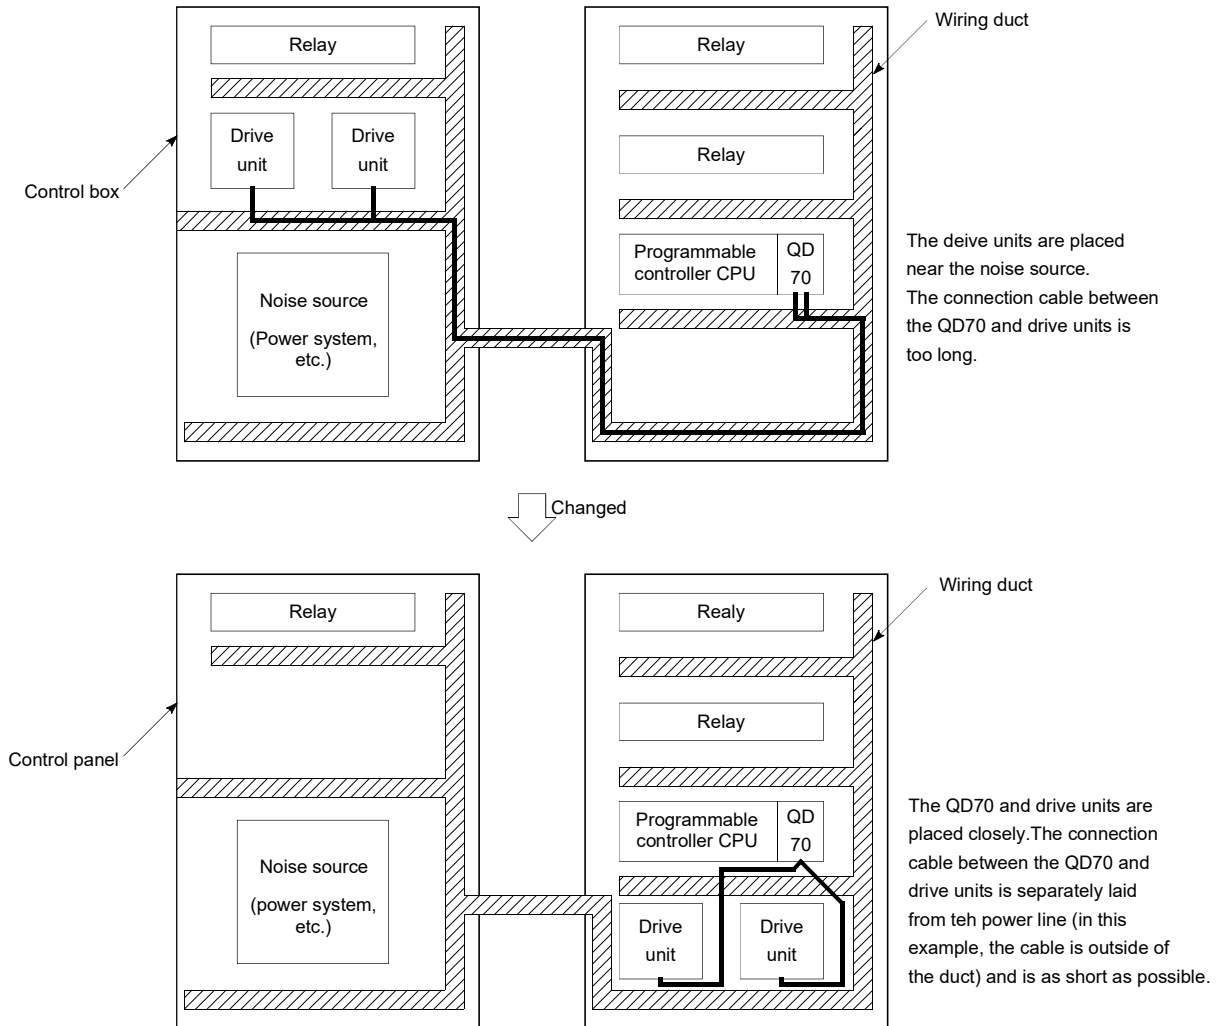 Relay
Relay
Wiring duct
Drive
unit
Drive
unit
Relay
Control box
Programmable
controller CPU
QD
70
The deive units are placed
near the noise source.
The connection cable between
the QD70 and drive units is
too long.
Noise source
(Power system,
etc.)
Changed
Relay
Realy
Wiring duct
Relay
Control panel
Programmable
controller CPU
QD
70
The QD70 and drive units are
placed closely.The connection
cable between the QD70 and
drive units is separately laid
from teh power line (in this
example, the cable is outside of
the duct) and is as short as possible.
Noise source
(power system,
etc.)
Drive
unit
Drive
unit